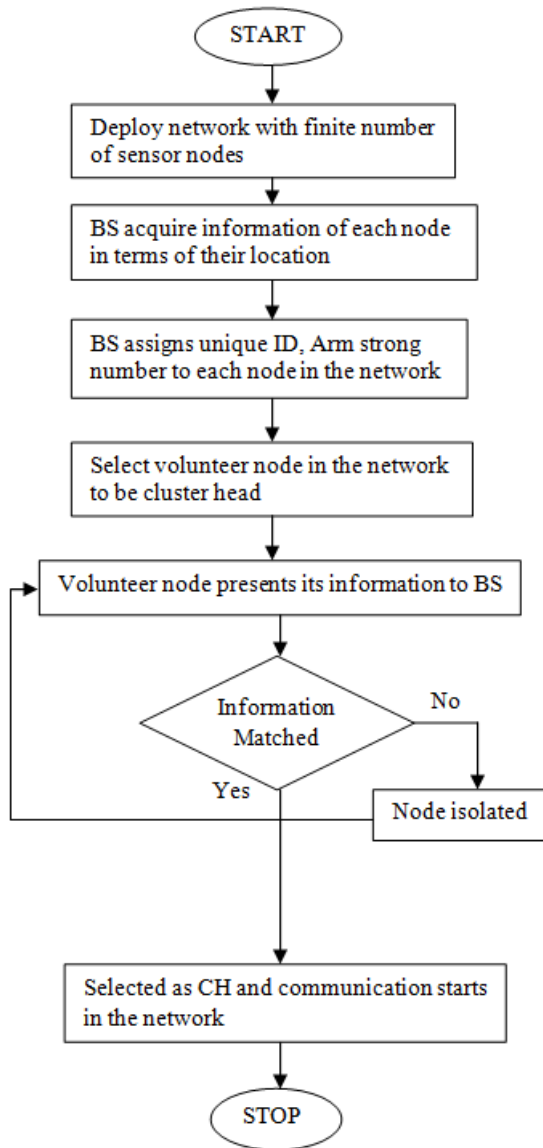 START
Deploy network with finite number
of sensor nodes
BS acquire information of each node
in terms of their location
BS assigns unique ID, Arm strong
number to each node in the network
Select volunteer node in the network
to be cluster head
Volunteer node presents its information to BS
Information
Matched
No
Yes
Node isolated
Selected as CH and communication starts
in the network
STOP